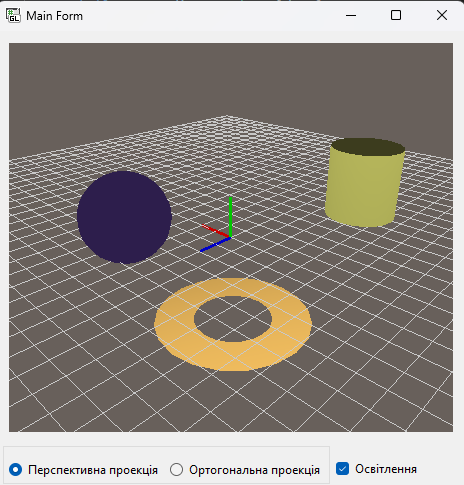 Main Form
Перспективна проекція
Ортогональна проекція
Освітлення